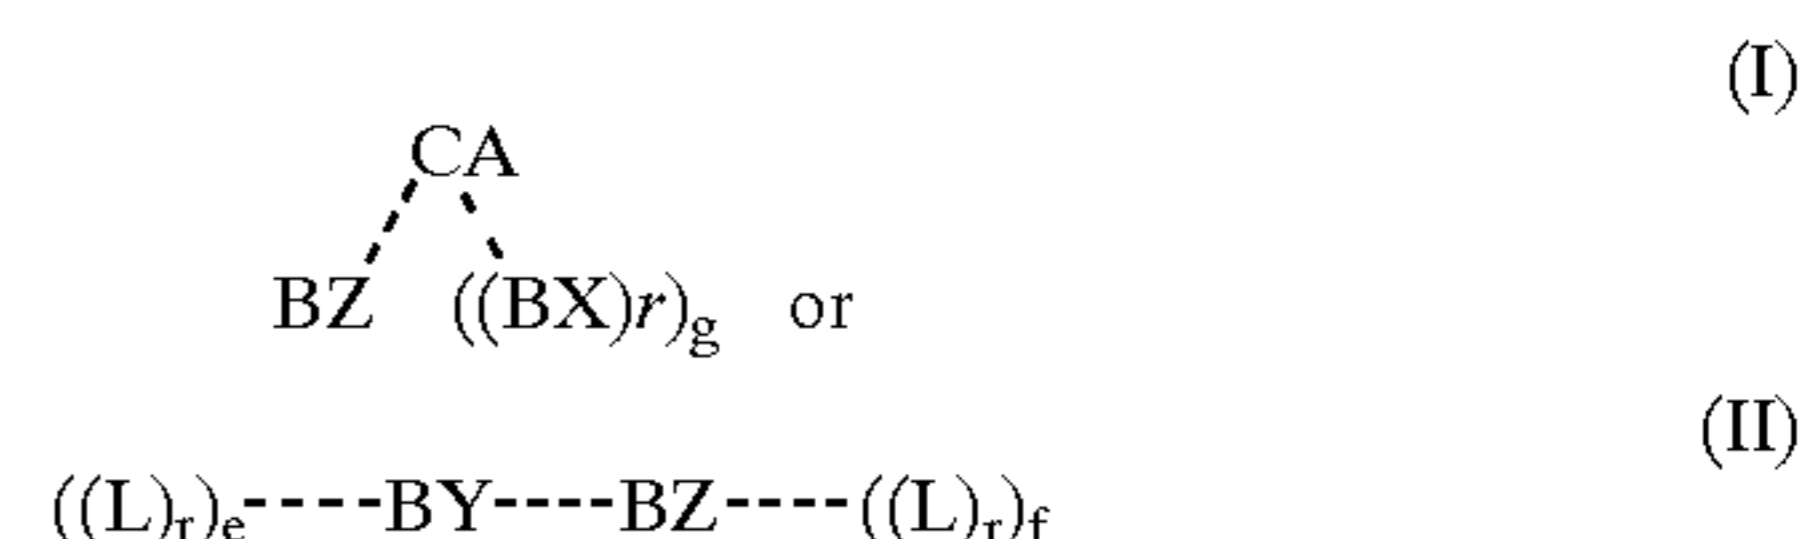 (I)
CA
BZ ((BX)r)g or
(II)
((L)r)e----BY----BZ----((L)r)f